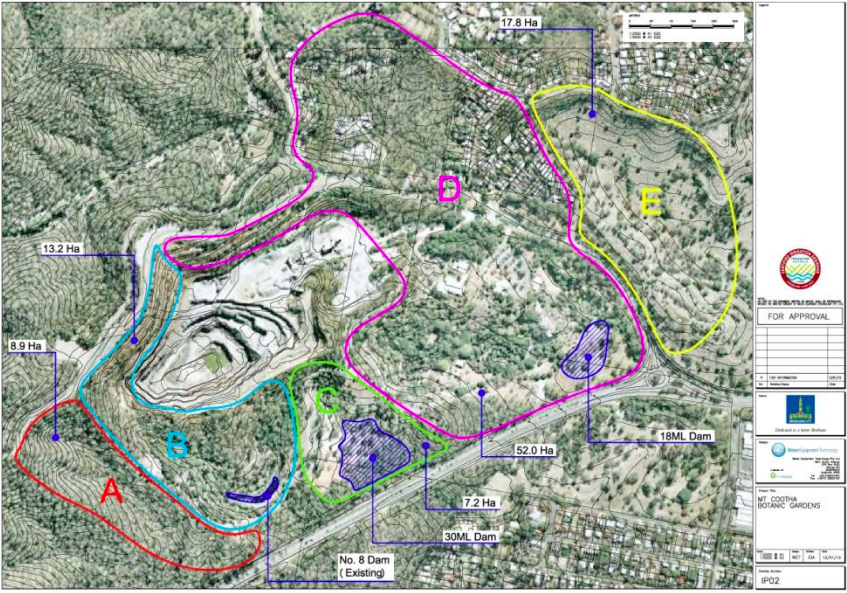 17.8 Ha
D
E
13.2 Ha
8.9 Ha
C
B
A
18ML Dam
52.0 Ha
7.2 Ha
30ML Dam
No. 8 Dam
( Existing)
FOR APPROVAL
Dedicated to a better Brisbane
Water Equipment Technology
MT COOTHA
BOTANIC GARDENS
IP02